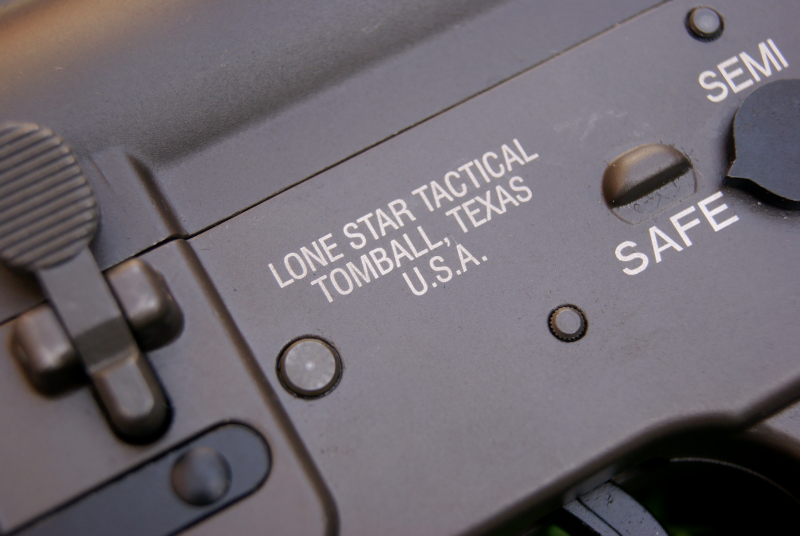 SEMI
LONE STAR TACTICAL
TOMBALL, TEXAS
U.S.A.
SAFE